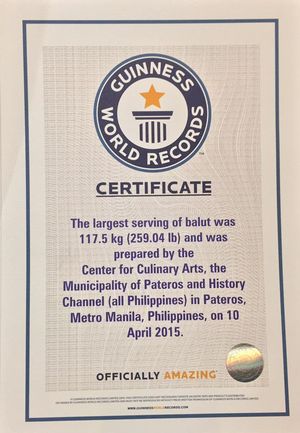 GUINNESS
WORLD RECORDS
TM
CERTIFICATE
The largest serving of balut was
117.5 kg (259.04 lb) and was
prepared by the
Center for Culinary Arts, the
Municipality of Pateros and History
Channel (all Philippines) in Pateros,
Metro Manila, Philippines, on 10
April 2015.
OFFICIALLY AMAZING
WWW.GUINNESSWORLDRECORDS.COM